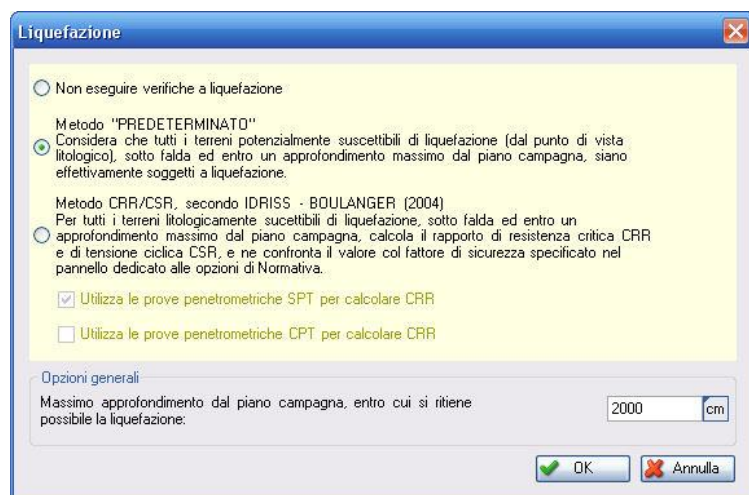 Liquefazione
Non eseguire verifiche a liquefazione
Metodo "PREDETERMINATO"
Considera che tutti i terreni potenzialmente suscettibili di liquefazione (dal punto di vista
litologico), sotto falda ed entro un approfondimento massimo dal piano campagna, siano
effettivamente soggetti a liquefazione.
Metodo CRR/CSR, secondo IDRISS - BOULANGER (2004)
Per tutti i terreni litologicamente sucettibili di liquefazione, sotto falda ed entro un
approfondimento massimo dal piano campagna, calcola il rapporto di resistenza critica CRR
e di tensione ciclica CSR, e ne confronta il valore col fattore di sicurezza specificato nel
pannello dedicato alle opzioni di Normativa.
Utilizza le prove penetrometriche SPT per calcolare CRR
Utilizza le prove penetrometriche CPT per calcolare CRR
Opzioni generali
Massimo approfondimento dal piano campagna, entro cui si ritiene
possibile la liquefazione:
2000 cm
OK Annulla